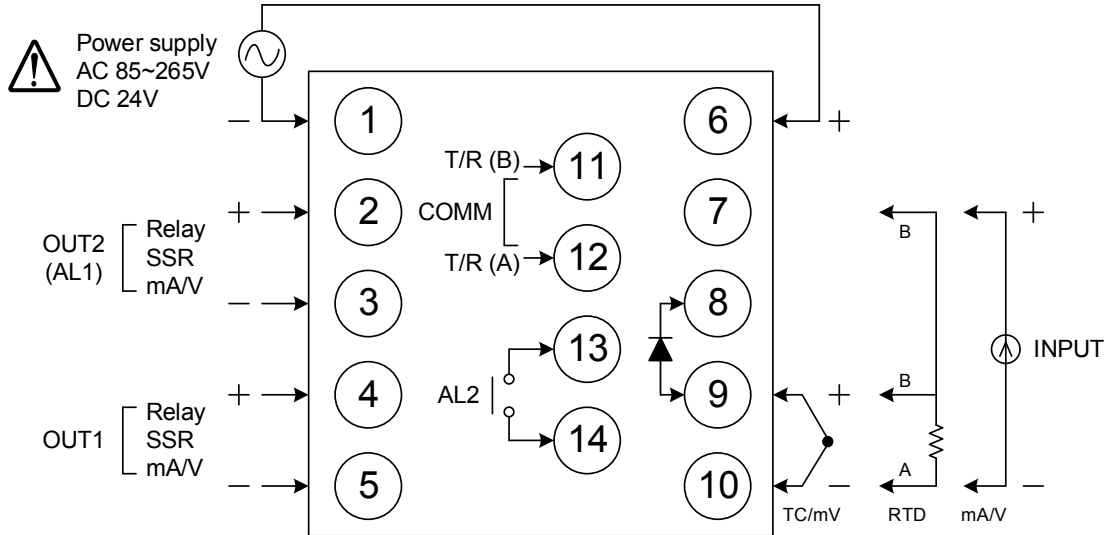 Power supply
AC 85~265V
DC 24V
− 1 6 +
T/R (B) 11
+ 2 COMM 7 B +
OUT2
(AL1)
Relay
SSR
mA/V
T/R (A) 12
− 3 8
13 INPUT
+ 4 AL2 9 + B
14
OUT1
Relay
SSR
mA/V
− 5 10 − A −
TC/mV RTD mA/V